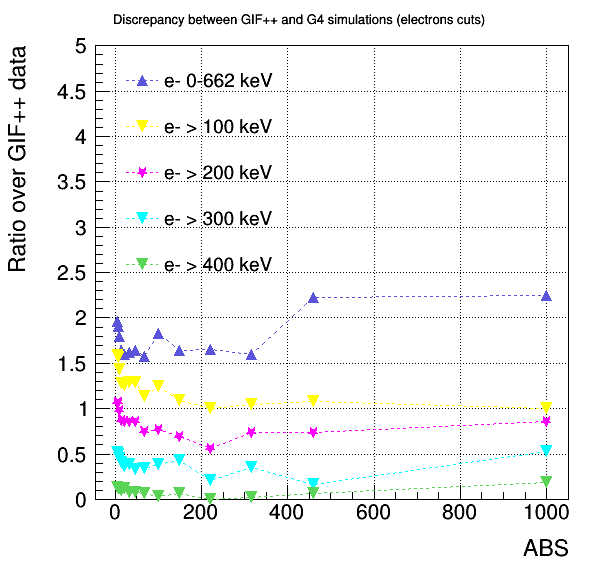 Discrepancy between GIF++ and G4 simulations (electrons cuts)
Ratio over GIF++ data
5
4.5
4
3.5
3
2.5
2
1.5
1
0.5
0
e- 0-662 keV
e- > 100 keV
e- > 200 keV
e- > 300 keV
e- > 400 keV
0 200 400 600 800 1000
ABS